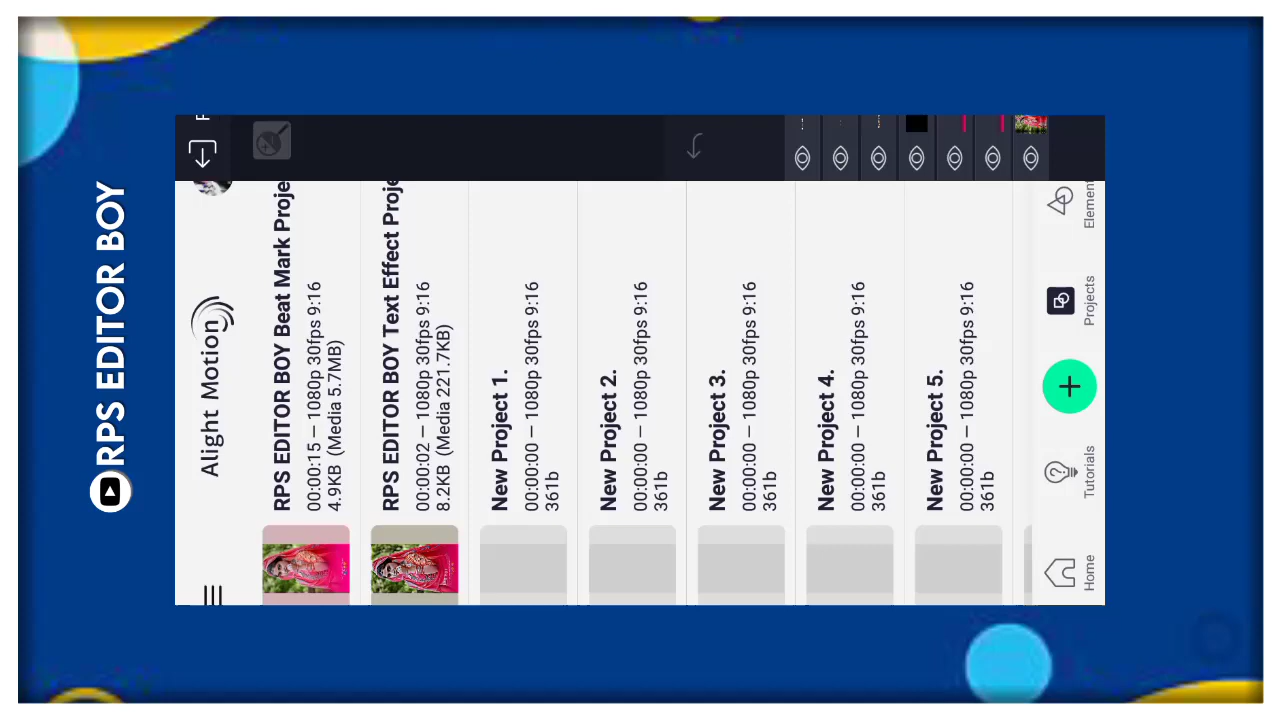 RPS EDITOR BOY
Alight Motion
RPS EDITOR BOY Beat Mark Proje
00:00:15 — 1080p 30fps 9:16
4.9KB (Media 5.7MB)
RPS EDITOR BOY Text Effect Proje
00:00:02 — 1080p 30fps 9:16
8.2KB (Media 221.7KB)
New Project 1.
00:00:00 — 1080p 30fps 9:16
361b
New Project 2.
00:00:00 — 1080p 30fps 9:16
361b
New Project 3.
00:00:00 — 1080p 30fps 9:16
361b
New Project 4.
00:00:00 — 1080p 30fps 9:16
361b
New Project 5.
00:00:00 — 1080p 30fps 9:16
361b
Home
Tutorials
Projects
Elemen